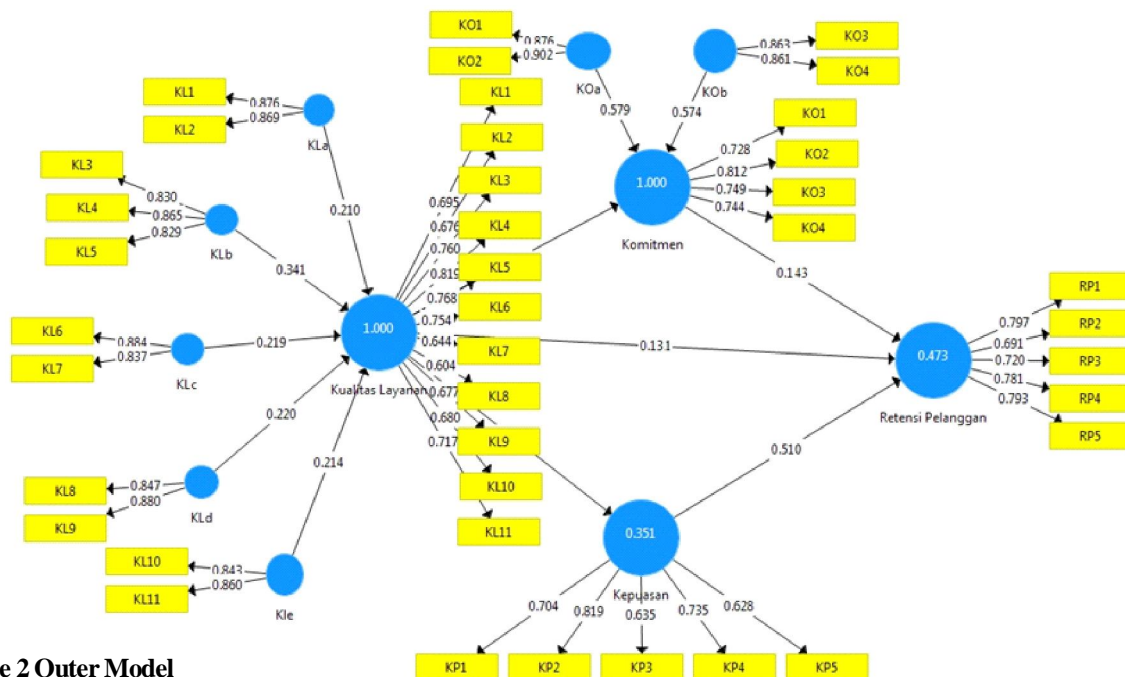 KO1
KO2
0.876
0.902
KOa
KOb
0.863
0.861
KO3
KO4
0.579
0.574
KL1
KL2
0.876
0.869
KLa
0.210
KL3
KL4
KL5
0.830
0.865
0.829
KLb
0.341
KL6
KL7
0.884
0.837
KLc
0.219
KL8
KL9
0.847
0.880
KLd
0.220
KL10
KL11
0.843
0.860
Kle
0.214
1.000
Kualitas Layanan
KL1
KL2
KL3
KL4
KL5
KL6
KL7
KL8
KL9
KL10
KL11
0.695
0.676
0.760
0.819
0.768
0.754
0.644
0.604
0.677
0.680
0.717
1.000
Komitmen
0.728
0.812
0.749
0.744
KO1
KO2
KO3
KO4
0.143
0.131
0.510
0.473
Retensi Pelanggan
0.797
0.691
0.720
0.781
0.793
RP1
RP2
RP3
RP4
RP5
0.351
Kepuasan
0.704
0.819
0.635
0.735
0.628
KP1
KP2
KP3
KP4
KP5
e 2 Outer Model